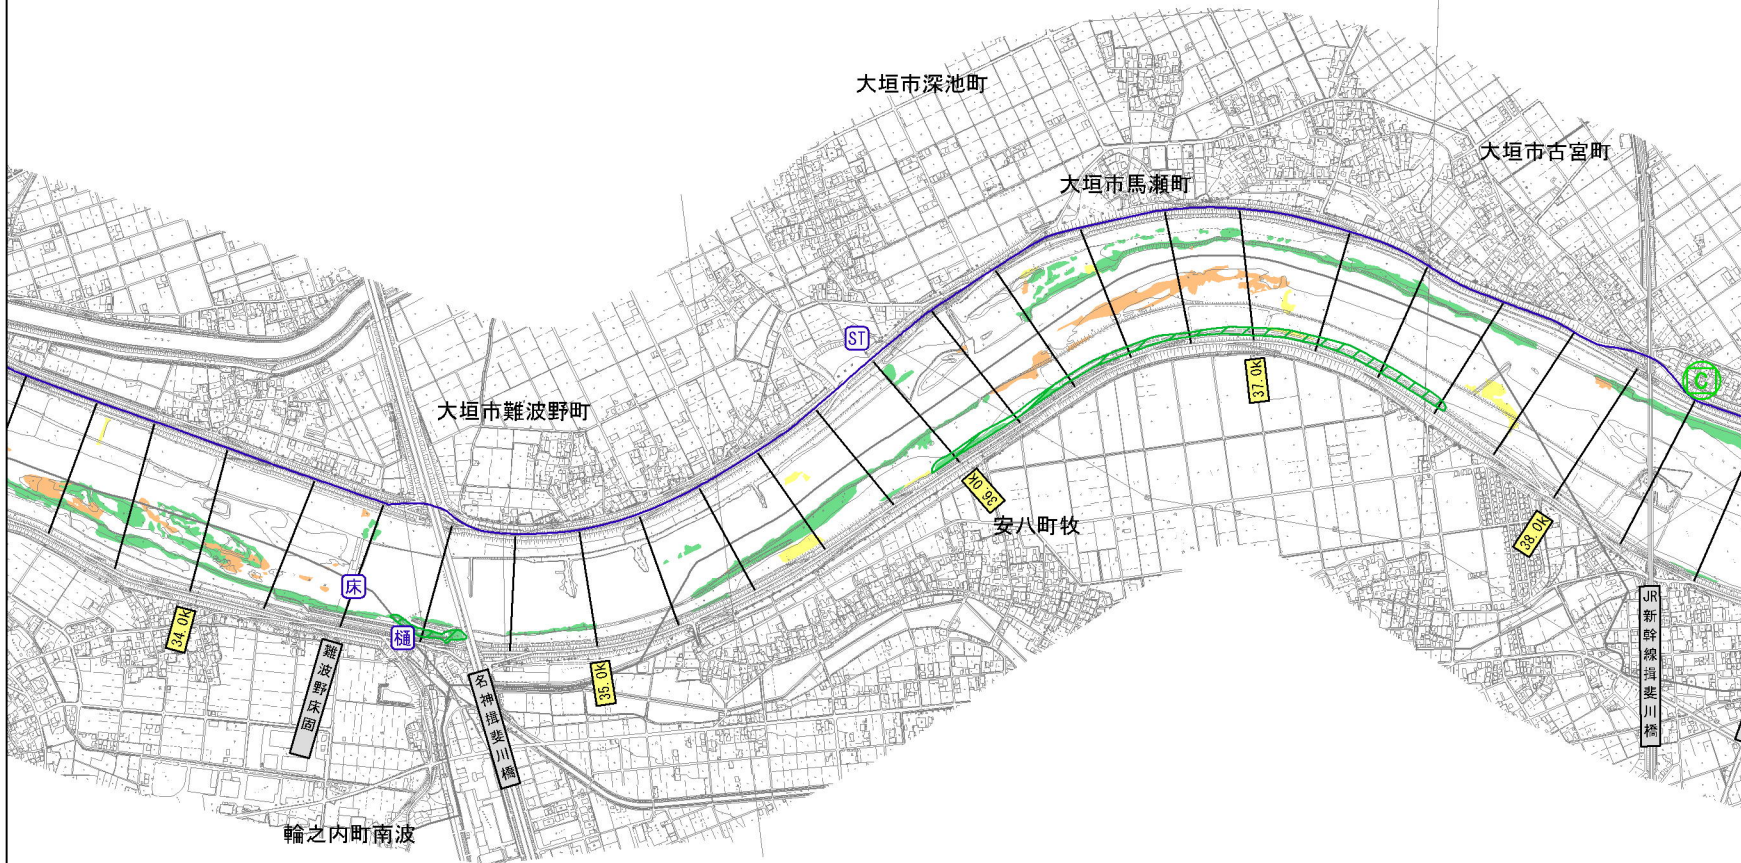 大垣市深池町
大垣市古宮町
大垣市馬瀬町
ST
37.0K
C
大垣市難波野町
36.0K
安八町牧
38.0K
床
34.0K
樋
難波野床固
35.0K
名神揖斐川橋
JR新幹線揖斐川橋
輪之内町南波